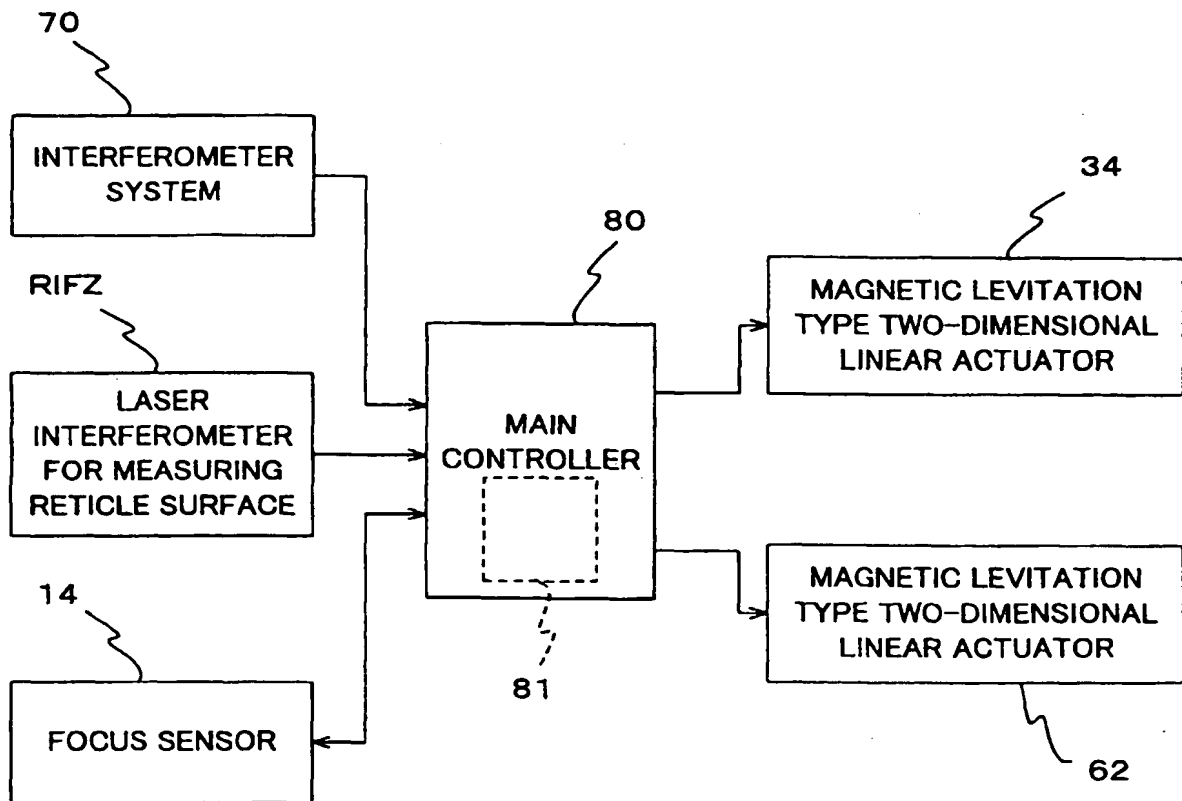 70
INTERFEROMETER
SYSTEM
RIFZ
LASER
INTERFEROMETER
FOR MEASURING
RETICLE SURFACE
14
FOCUS SENSOR
80
MAIN
CONTROLLER
81
34
MAGNETIC LEVITATION
TYPE TWO-DIMENSIONAL
LINEAR ACTUATOR
MAGNETIC LEVITATION
TYPE TWO-DIMENSIONAL
LINEAR ACTUATOR
62